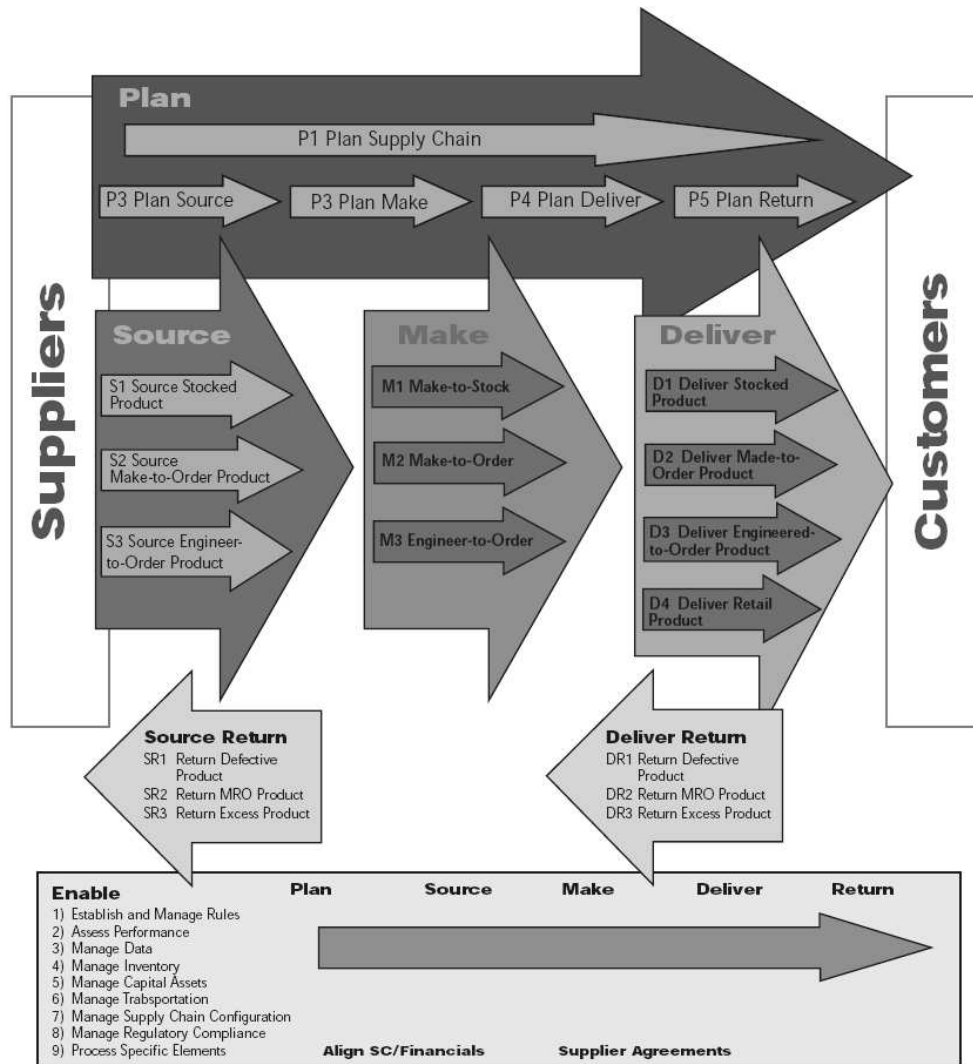 Plan
P1 Plan Supply Chain
P3 Plan Source
P3 Plan Make
P4 Plan Deliver
P5 Plan Return
Suppliers
Customers
Source
S1 Source Stocked
Product
S2 Source
Make-to-Order Product
S3 Source Engineer-
to-Order Product
Make
M1 Make-to-Stock
M2 Make-to-Order
M3 Engineer-to-Order
Deliver
D1 Deliver Stocked
Product
D2 Deliver Made-to-
Order Product
D3 Deliver Engineered-
to-Order Product
D4 Deliver Retail
Product
Source Return
SR1 Return Defective
Product
SR2 Return MRO Product
SR3 Return Excess Product
Deliver Return
DR1 Return Defective
Product
DR2 Return MRO Product
DR3 Return Excess Product
Enable
Plan Source Make Deliver Return
1) Establish and Manage Rules
2) Assess Performance
3) Manage Data
4) Manage Inventory
5) Manage Capital Assets
6) Manage Trabsportation
7) Manage Supply Chain Configuration
8) Manage Regulatory Compliance
9) Process Specific Elements
Align SC/Financials Supplier Agreements